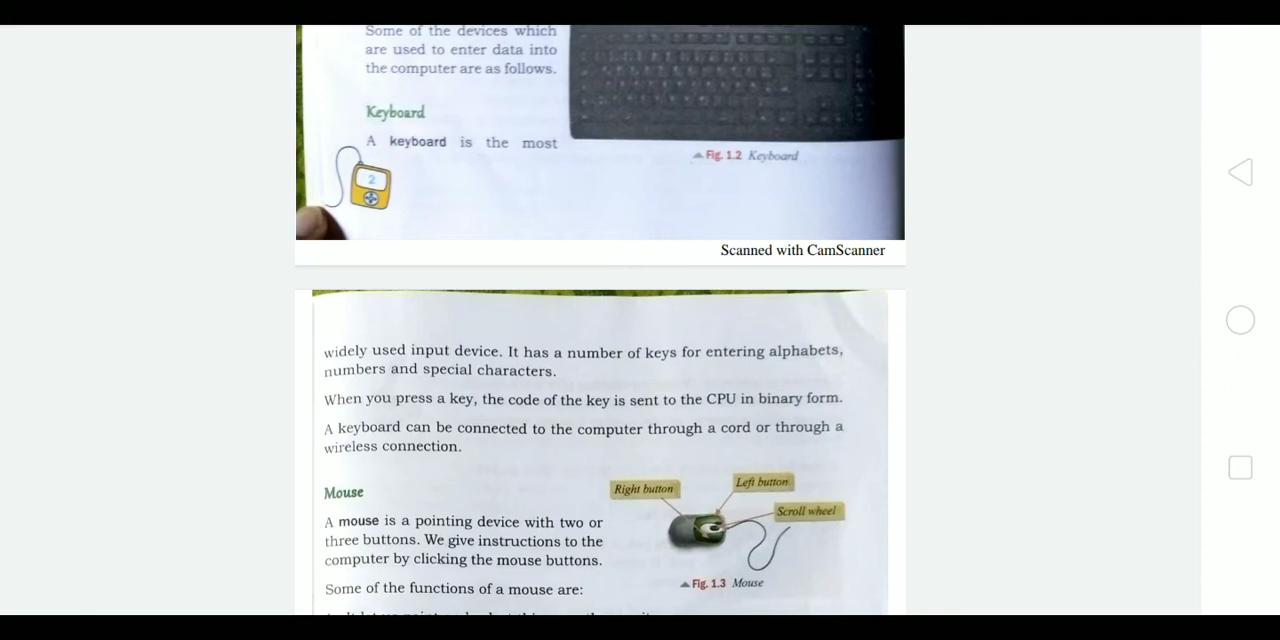 Some of the devices which
are used to enter data into
the computer are as follows.
Keyboard
A keyboard is the most
Fig. 1.2 Keyboard
2
Scanned with CamScanner
widely used input device. It has a number of keys for entering alphabets,
numbers and special characters.
When you press a key, the code of the key is sent to the CPU in binary form.
A keyboard can be connected to the computer through a cord or through a
wireless connection.
Mouse
A mouse is a pointing device with two or
three buttons. We give instructions to the
computer by clicking the mouse buttons.
Some of the functions of a mouse are:
Right button
Left button
Scroll wheel
Fig. 1.3 Mouse